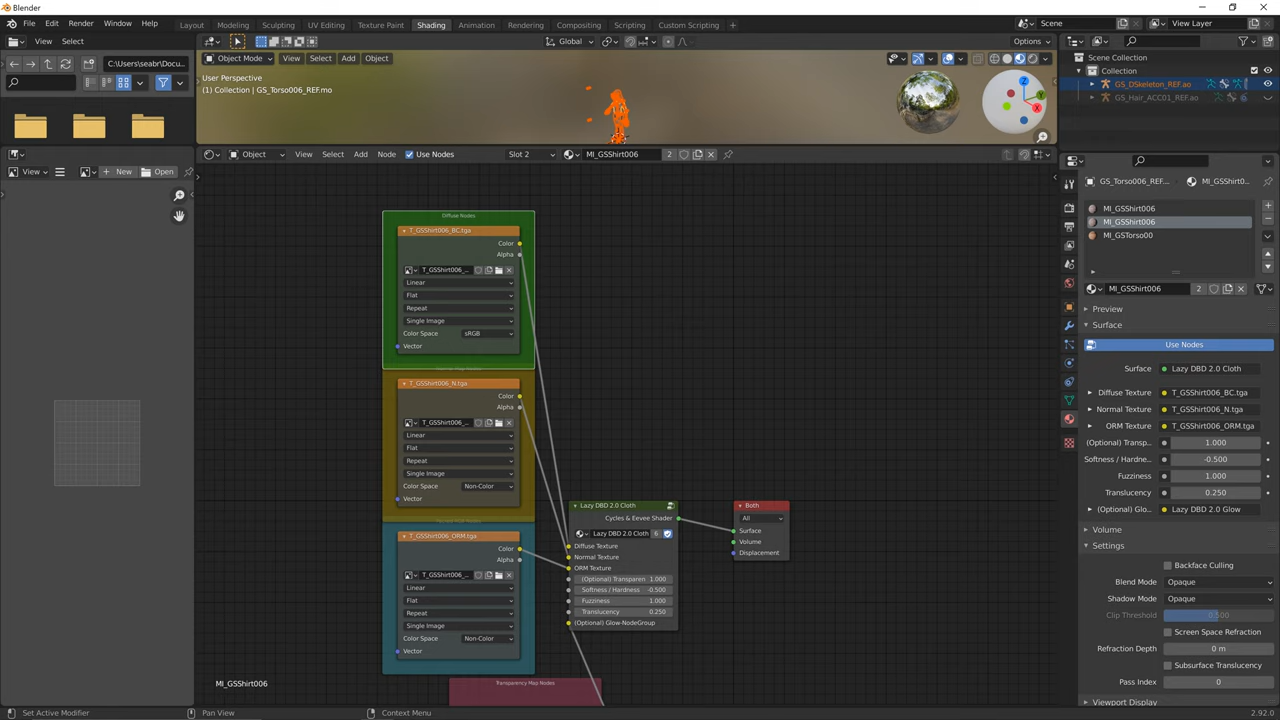 Blender
File Edit Render Window Help Layout Modeling Sculpting UV Editing Texture Paint Shading Animation Rendering Compositing Scripting Custom Scripting + Scene View Layer
View Select Global Options
C:\Users\seabr\Docu... Object Mode View Select Add Object
User Perspective
(1) Collection | GS_Torso006_REF.mo
Z
Y
X
Scene Collection
Collection
GS_DSkeleton_REF.ao
GS_Hair_ACC01_REF.ao
Object View Select Add Node Use Nodes Slot 2 MI_GSShirt006 2
View New Open
GS_Torso006_REF... MI_GSShirt0...
MI_GSShirt006
MI_GSShirt006
MI_GSTorso00
MI_GSShirt006 2
Preview
Surface
Use Nodes
Surface Lazy DBD 2.0 Cloth
Diffuse Texture T_GSShirt006_BC.tga
Normal Texture T_GSShirt006_N.tga
ORM Texture T_GSShirt006_ORM.tga
(Optional) Transp... 1.000
Softness / Hardne... -0.500
Fuzziness 1.000
Translucency 0.250
(Optional) Glo... Lazy DBD 2.0 Glow
Volume
Settings
Backface Culling
Blend Mode Opaque
Shadow Mode Opaque
Clip Threshold 0.500
Screen Space Refraction
Refraction Depth 0 m
Subsurface Translucency
Pass Index 0
Viewport Display
Diffuse Nodes
T_GSShirt006_BC.tga
Color
Alpha
T_GSShirt006_...
Linear
Flat
Repeat
Single Image
Color Space sRGB
Vector
T_GSShirt006_N.tga
Color
Alpha
T_GSShirt006_...
Linear
Flat
Repeat
Single Image
Color Space Non-Color
Vector
T_GSShirt006_ORM.tga
Color
Alpha
T_GSShirt006_...
Linear
Flat
Repeat
Single Image
Color Space Non-Color
Vector
Transparency Map Nodes
Lazy DBD 2.0 Cloth
Cycles & Eevee Shader
Lazy DBD 2.0 Cloth 6
Diffuse Texture
Normal Texture
ORM Texture
(Optional) Transparen 1.000
Softness / Hardness -0.500
Fuzziness 1.000
Translucency 0.250
(Optional) Glow-NodeGroup
Both
All
Surface
Volume
Displacement
MI_GSShirt006
Set Active Modifier Pan View Context Menu 2.92.0